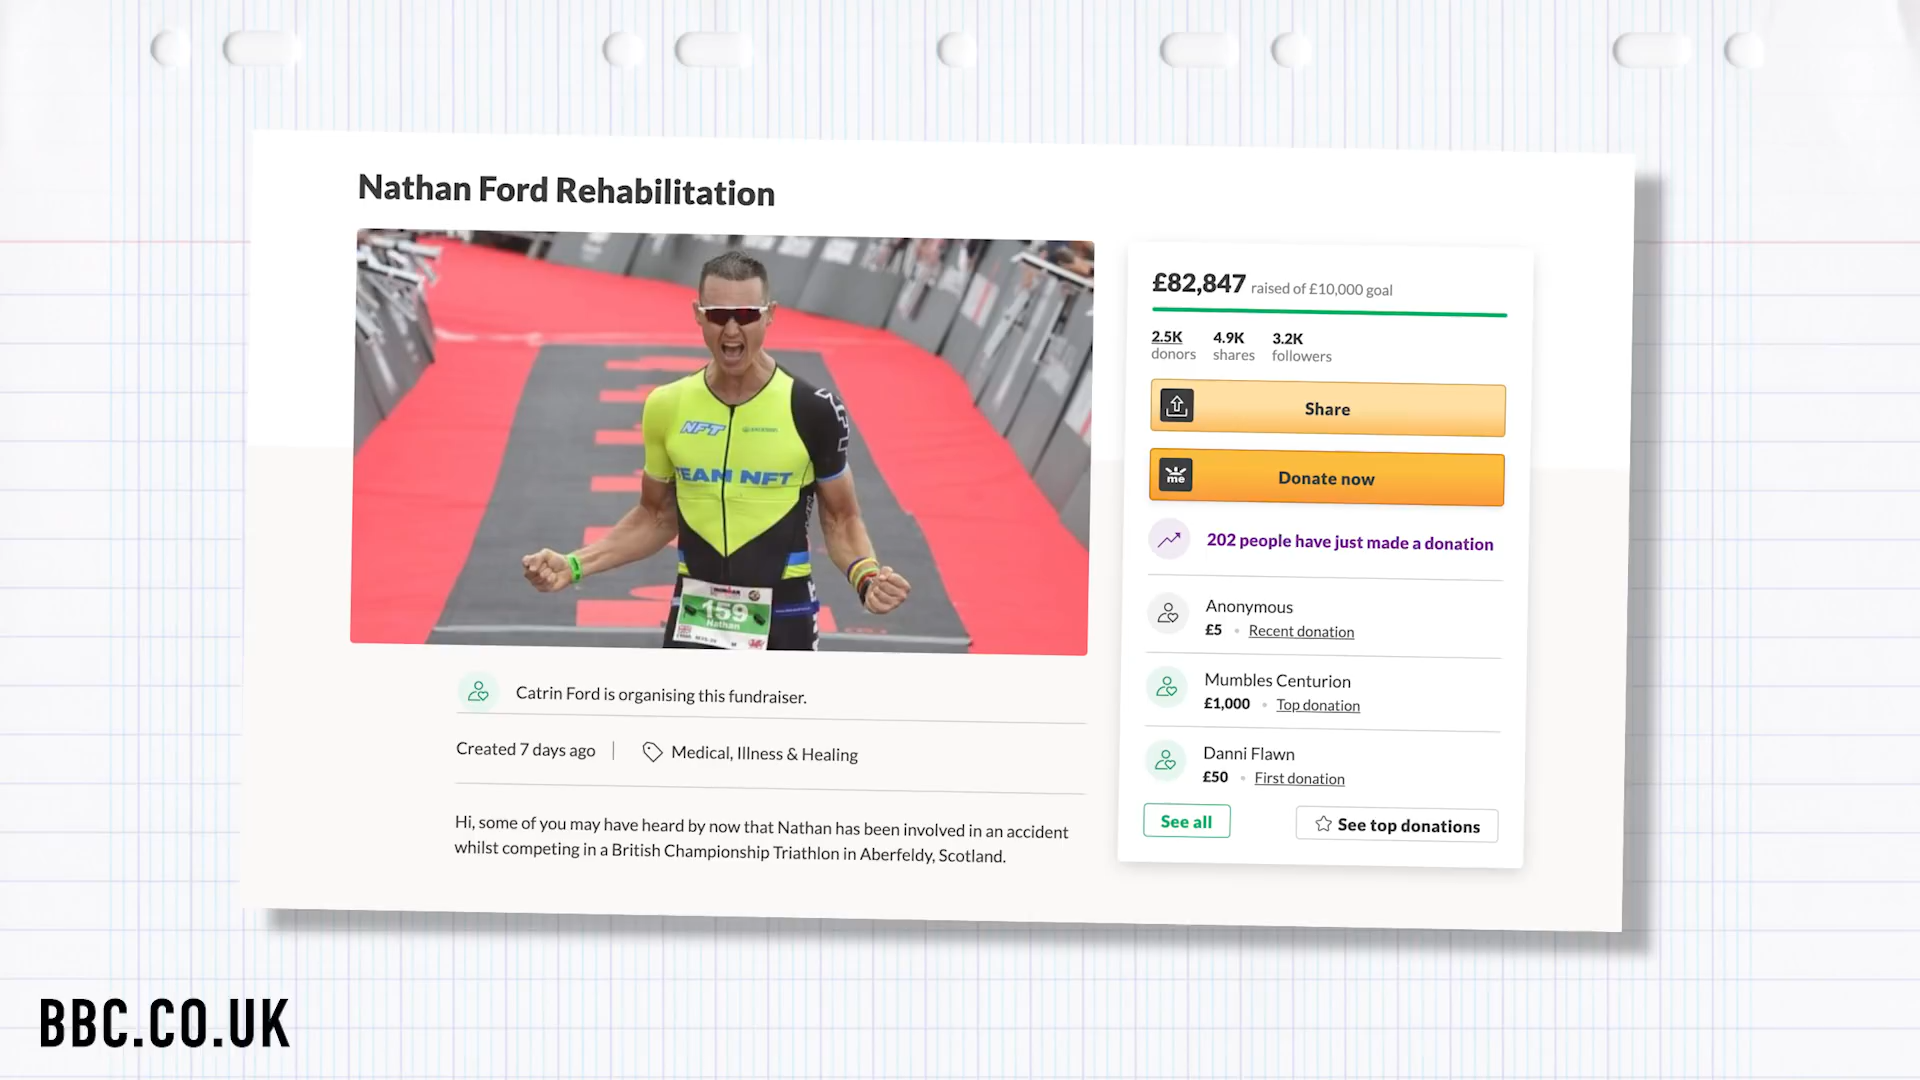 Nathan Ford Rehabilitation
NFT
TEAM NFT
159
Nathan
£82,847 raised of £10,000 goal
2.5K donors
4.9K shares
3.2K followers
Share
me
Donate now
202 people have just made a donation
Anonymous
£5 • Recent donation
Mumbles Centurion
£1,000 • Top donation
Danni Flawn
£50 • First donation
See all
See top donations
Catrin Ford is organising this fundraiser.
Created 7 days ago
Medical, Illness & Healing
Hi, some of you may have heard by now that Nathan has been involved in an accident
whilst competing in a British Championship Triathlon in Aberfeldy, Scotland.
BBC.CO.UK